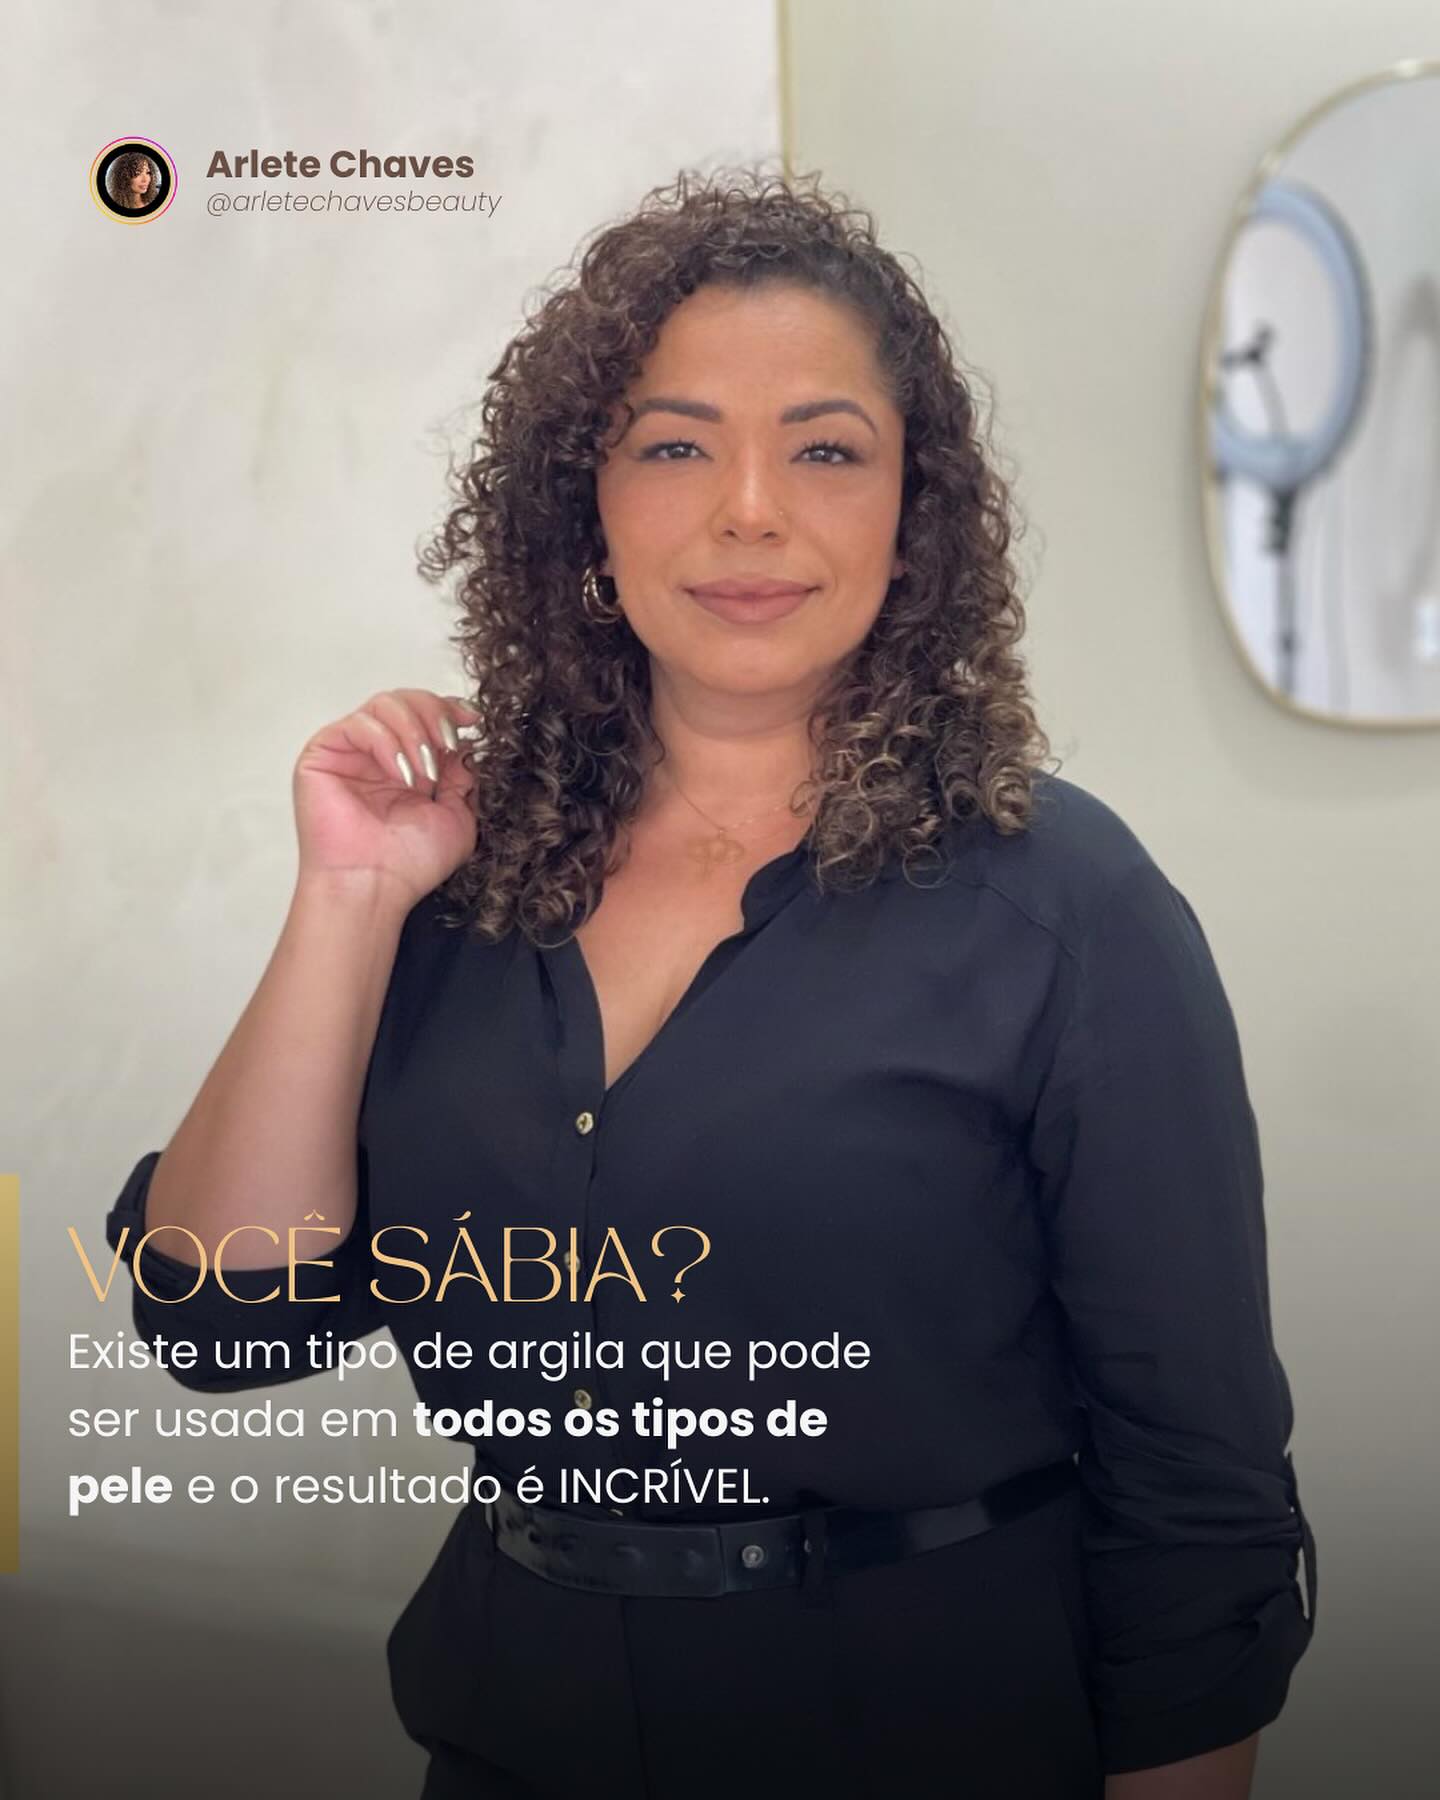 Arlete Chaves
@arletechavesbeauty
VOCÊ SÁBIA?
Existe um tipo de argila que pode
ser usada em todos os tipos de
pele e o resultado é INCRÍVEL.